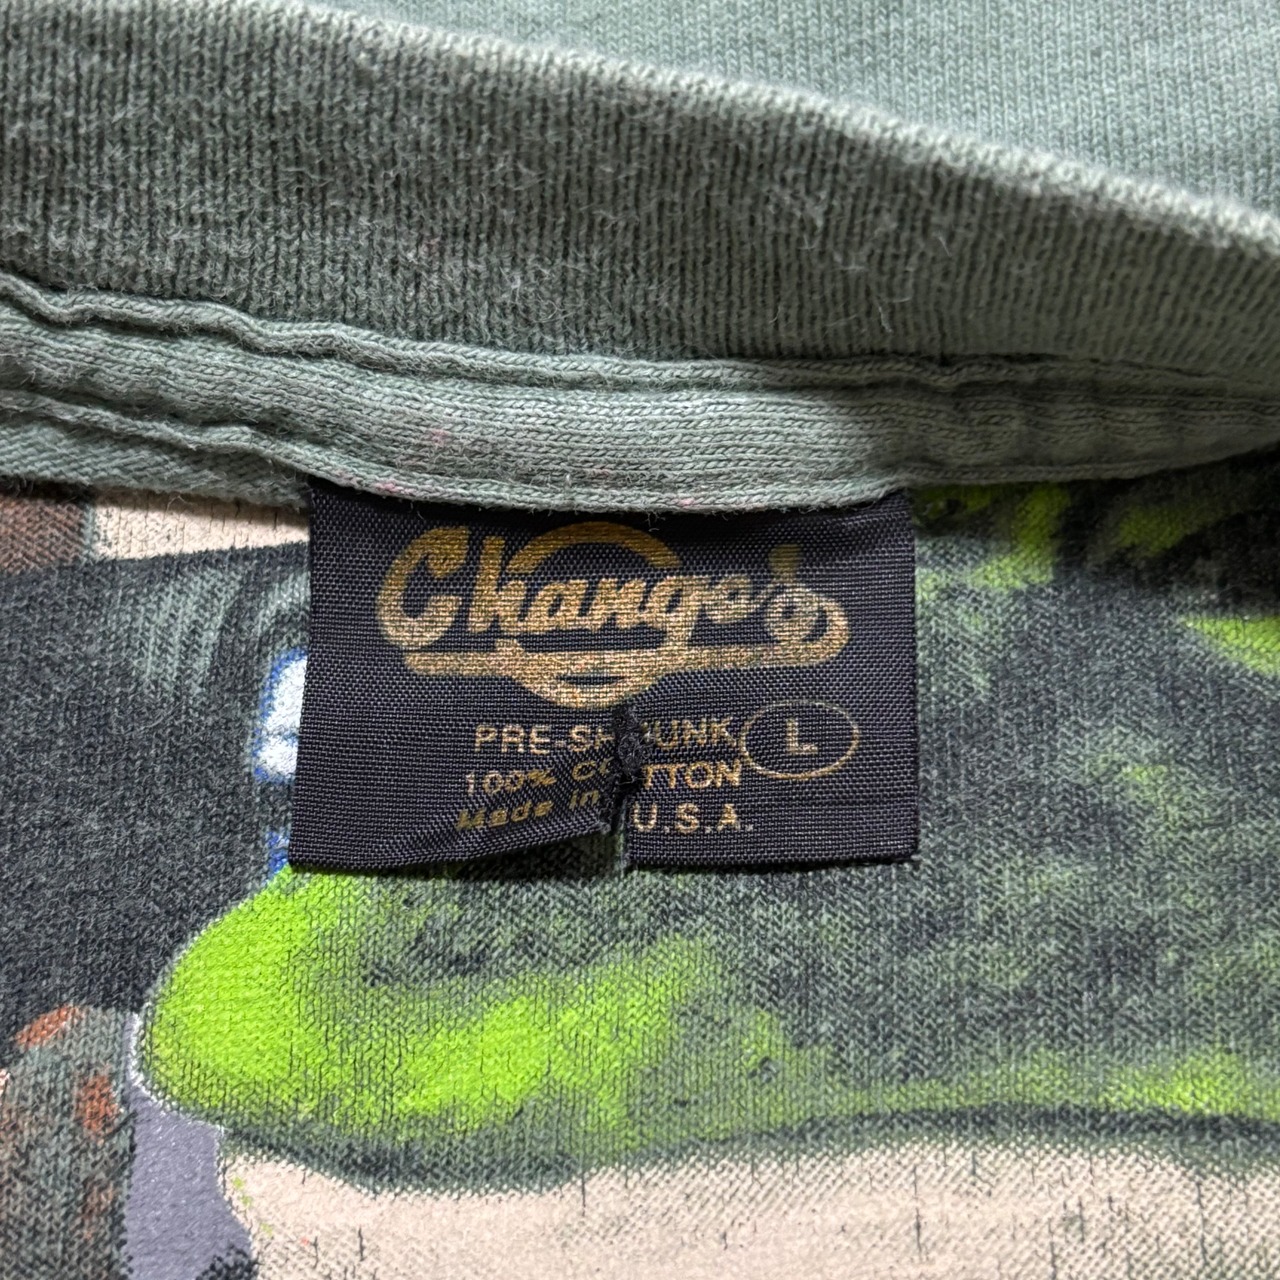 Changes
PRE-SHRUNK
L
100% COTTON
Made in U.S.A.